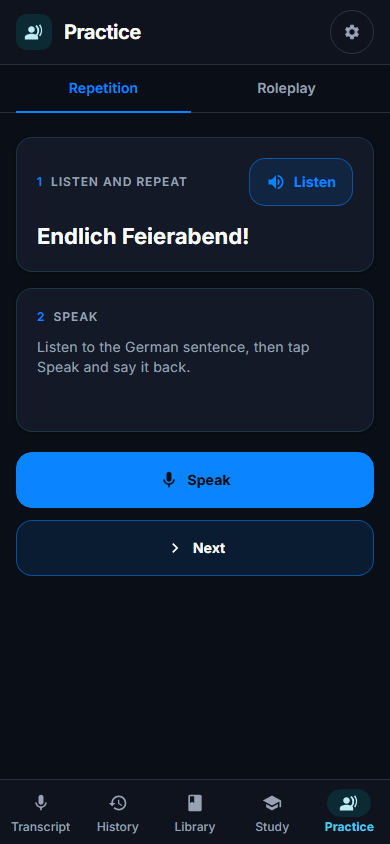 Practice
Repetition
Roleplay
1 LISTEN AND REPEAT
Listen
Endlich Feierabend!
2 SPEAK
Listen to the German sentence, then tap
Speak and say it back.
Speak
Next
Transcript
History
Library
Study
Practice